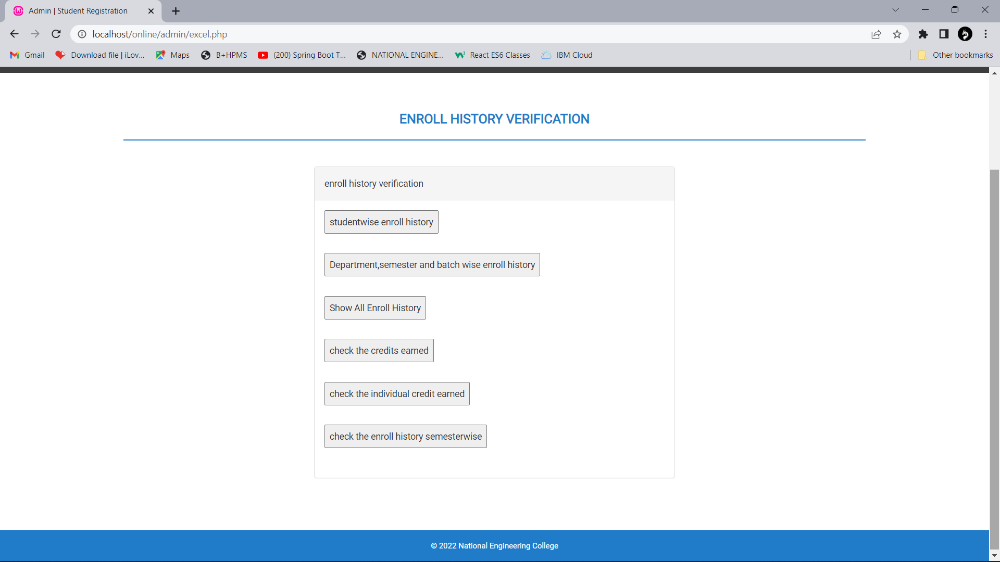 Admin | Student Registration
localhost/online/admin/excel.php
Gmail
Download file | iLov...
Maps
B+HPMS
(200) Spring Boot T...
NATIONAL ENGINE...
React ES6 Classes
IBM Cloud
Other bookmarks
ENROLL HISTORY VERIFICATION
enroll history verification
studentwise enroll history
Department,semester and batch wise enroll history
Show All Enroll History
check the credits earned
check the individual credit earned
check the enroll history semesterwise
© 2022 National Engineering College